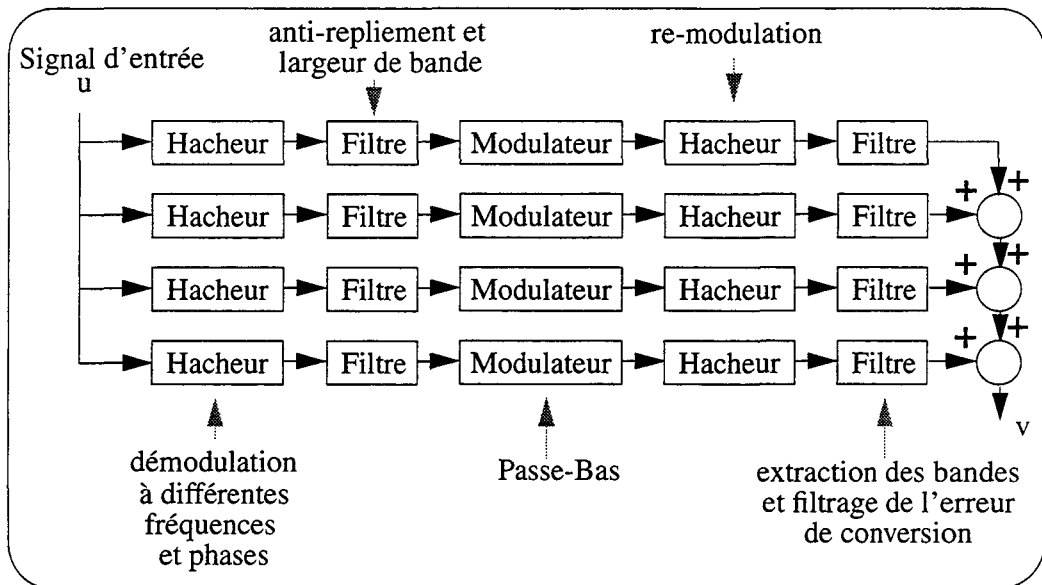 anti-repliement et
largeur de bande
re-modulation
Signal d'entrée
u
Hacheur Filtre Modulateur Hacheur Filtre
+ +
Hacheur Filtre Modulateur Hacheur Filtre
+ +
Hacheur Filtre Modulateur Hacheur Filtre
+ +
Hacheur Filtre Modulateur Hacheur Filtre
v
démodulation
à différentes
fréquences
et phases
Passe-Bas
extraction des bandes
et filtrage de l'erreur
de conversion